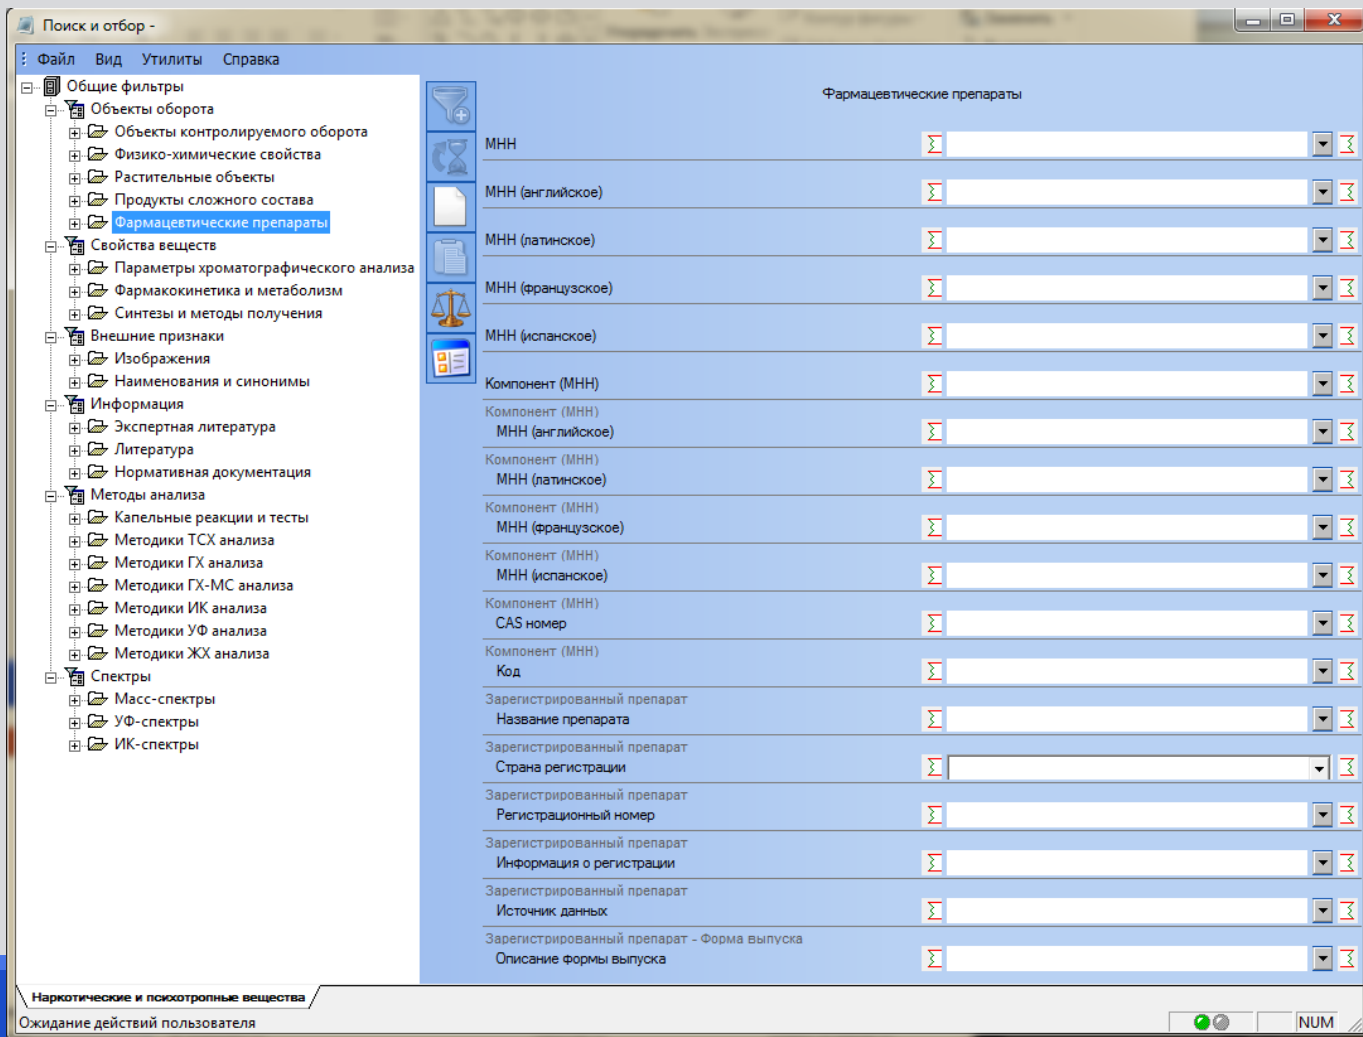 Поиск и отбор -
Файл Вид Утилиты Справка
Общие фильтры
Объекты оборота
Объекты контролируемого оборота
Физико-химические свойства
Растительные объекты
Продукты сложного состава
Фармацевтические препараты
Свойства веществ
Параметры хроматографического анализа
Фармакокинетика и метаболизм
Синтезы и методы получения
Внешние признаки
Изображения
Наименования и синонимы
Информация
Экспертная литература
Литература
Нормативная документация
Методы анализа
Капельные реакции и тесты
Методики ТСХ анализа
Методики ГХ анализа
Методики ГХ-МС анализа
Методики ИК анализа
Методики УФ анализа
Методики ЖХ анализа
Спектры
Масс-спектры
УФ-спектры
ИК-спектры
Фармацевтические препараты
МНН
МНН (английское)
МНН (латинское)
МНН (французское)
МНН (испанское)
Компонент (МНН)
Компонент (МНН)
МНН (английское)
Компонент (МНН)
МНН (латинское)
Компонент (МНН)
МНН (французское)
Компонент (МНН)
МНН (испанское)
Компонент (МНН)
CAS номер
Компонент (МНН)
Код
Зарегистрированный препарат
Название препарата
Зарегистрированный препарат
Страна регистрации
Зарегистрированный препарат
Регистрационный номер
Зарегистрированный препарат
Информация о регистрации
Зарегистрированный препарат
Источник данных
Зарегистрированный препарат - Форма выпуска
Описание формы выпуска
Наркотические и психотропные вещества
Ожидание действий пользователя
NUM